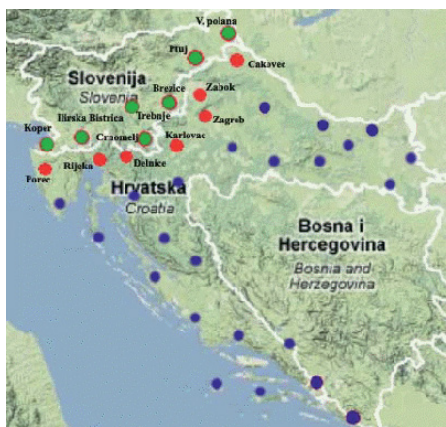 V. polana
Ptuj
Cakavec
Slovenija
Slovenia
Brezice
Zabok
Trebnje
Ilirska Bistrica
Zagreb
Koper
Crnomelj
Karlovac
Porec
Rijeka
Delnice
Hrvatska
Croatia
Bosna i
Hercegovina
Bosnia and
Herzegovina